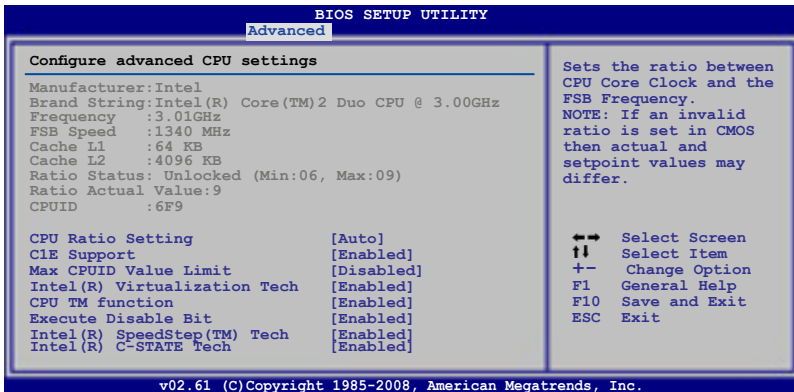 BIOS SETUP UTILITY
Advanced
Configure advanced CPU settings
Manufacturer:Intel
Brand String:Intel(R) Core(TM)2 Duo CPU @ 3.00GHz
Frequency :3.01GHz
FSB Speed :1340 MHz
Cache L1 :64 KB
Cache L2 :4096 KB
Ratio Status: Unlocked (Min:06, Max:09)
Ratio Actual Value:9
CPUID :6F9
CPU Ratio Setting [Auto]
C1E Support [Enabled]
Max CPUID Value Limit [Disabled]
Intel(R) Virtualization Tech [Enabled]
CPU TM function [Enabled]
Execute Disable Bit [Enabled]
Intel(R) SpeedStep(TM) Tech [Enabled]
Intel(R) C-STATE Tech [Enabled]
Sets the ratio between
CPU Core Clock and the
FSB Frequency.
NOTE: If an invalid
ratio is set in CMOS
then actual and
setpoint values may
differ.
←→ Select Screen
↑↓ Select Item
+- Change Option
F1 General Help
F10 Save and Exit
ESC Exit
v02.61 (C)Copyright 1985-2008, American Megatrends, Inc.